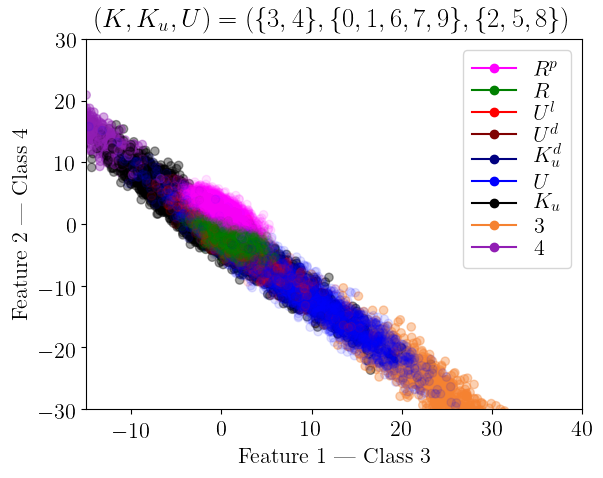 (K, K_u, U) = ({3, 4}, {0, 1, 6, 7, 9}, {2, 5, 8})
30
20
10
0
−10
−20
−30
−10
0
10
20
30
40
Feature 2 — Class 4
Feature 1 — Class 3
R^p
R
U^l
U^d
K_u^d
U
K_u
3
4